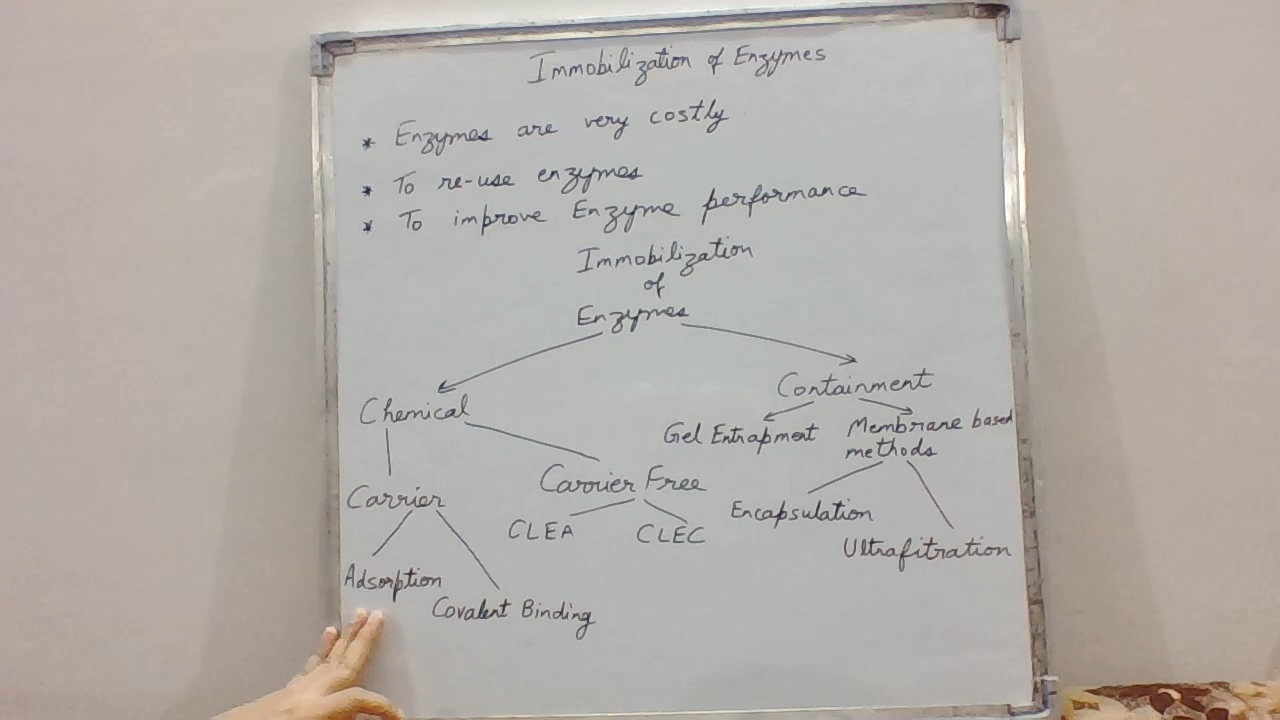 Immobilization of Enzymes
* Enzymes are very costly
* To re-use enzymes
* To improve Enzyme performance
Immobilization
of
Enzymes
Chemical
Containment
Gel Entrapment
Membrane based
methods
Carrier
Carrier Free
Encapsulation
CLEA
CLEC
Ultrafitration
Adsorption
Covalent Binding